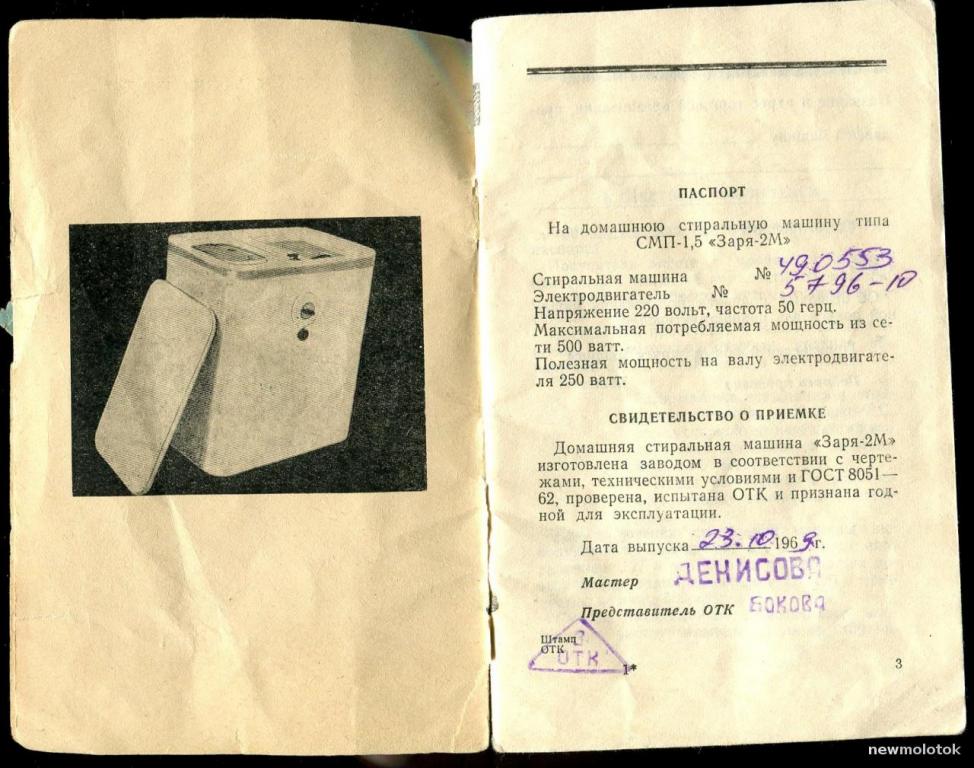 ПАСПОРТ
На домашнюю стиральную машину типа
СМП-1,5 «Заря-2М»
Стиральная машина № 490553
Электродвигатель № 5796-10
Напряжение 220 вольт, частота 50 герц.
Максимальная потребляемая мощность из се-
ти 500 ватт.
Полезная мощность на валу электродвигате-
ля 250 ватт.
СВИДЕТЕЛЬСТВО О ПРИЕМКЕ
Домашняя стиральная машина «Заря-2М»
изготовлена заводом в соответствии с черте-
жами, техническими условиями и ГОСТ 8051—
62, проверена, испытана ОТК и признана год-
ной для эксплуатации.
Дата выпуска 23.10 1969г.
Мастер ДЕНИСОВА
Представитель ОТК БОКОВА
Штамп
ОТК
ОТК
1*
3
newmolotok